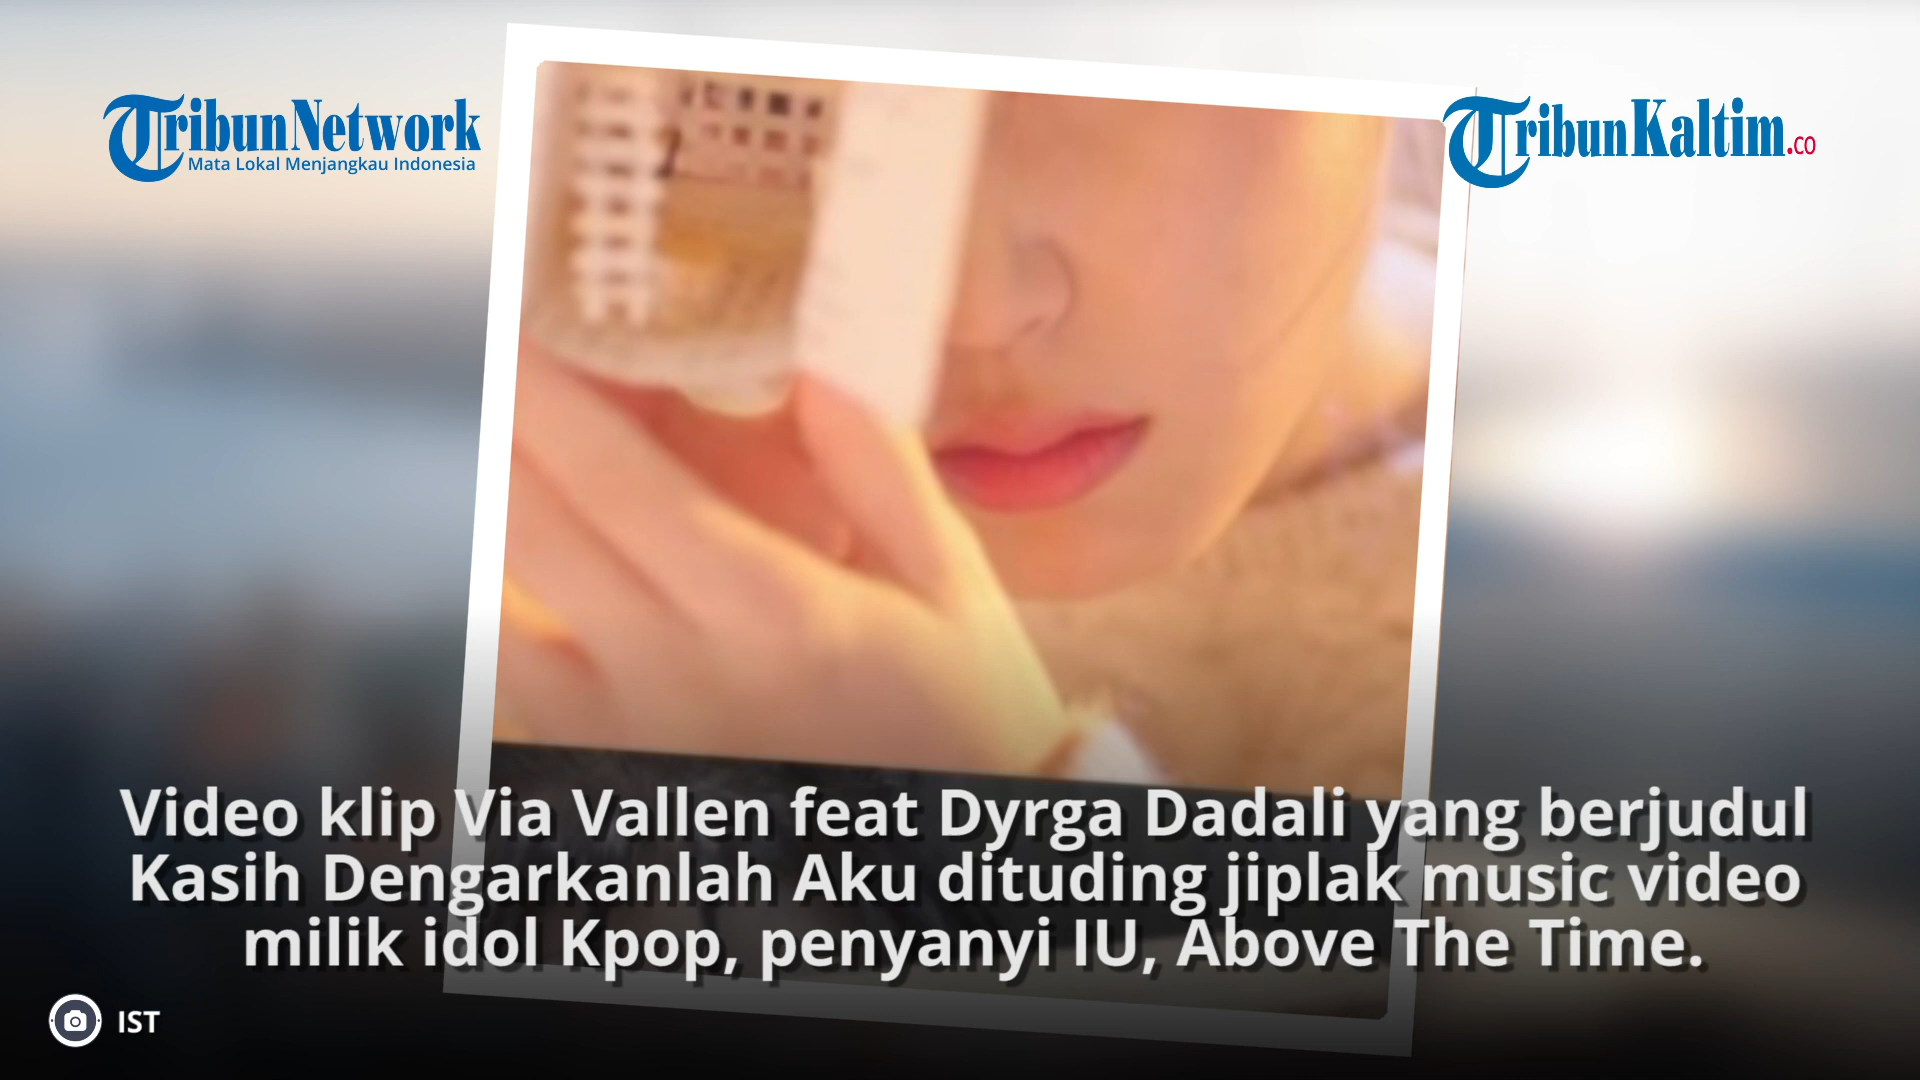 TribunNetwork
Mata Lokal Menjangkau Indonesia
TribunKaltim.co
Video klip Via Vallen feat Dyrga Dadali yang berjudul
Kasih Dengarkanlah Aku dituding jiplak music video
milik idol Kpop, penyanyi IU, Above The Time.
IST